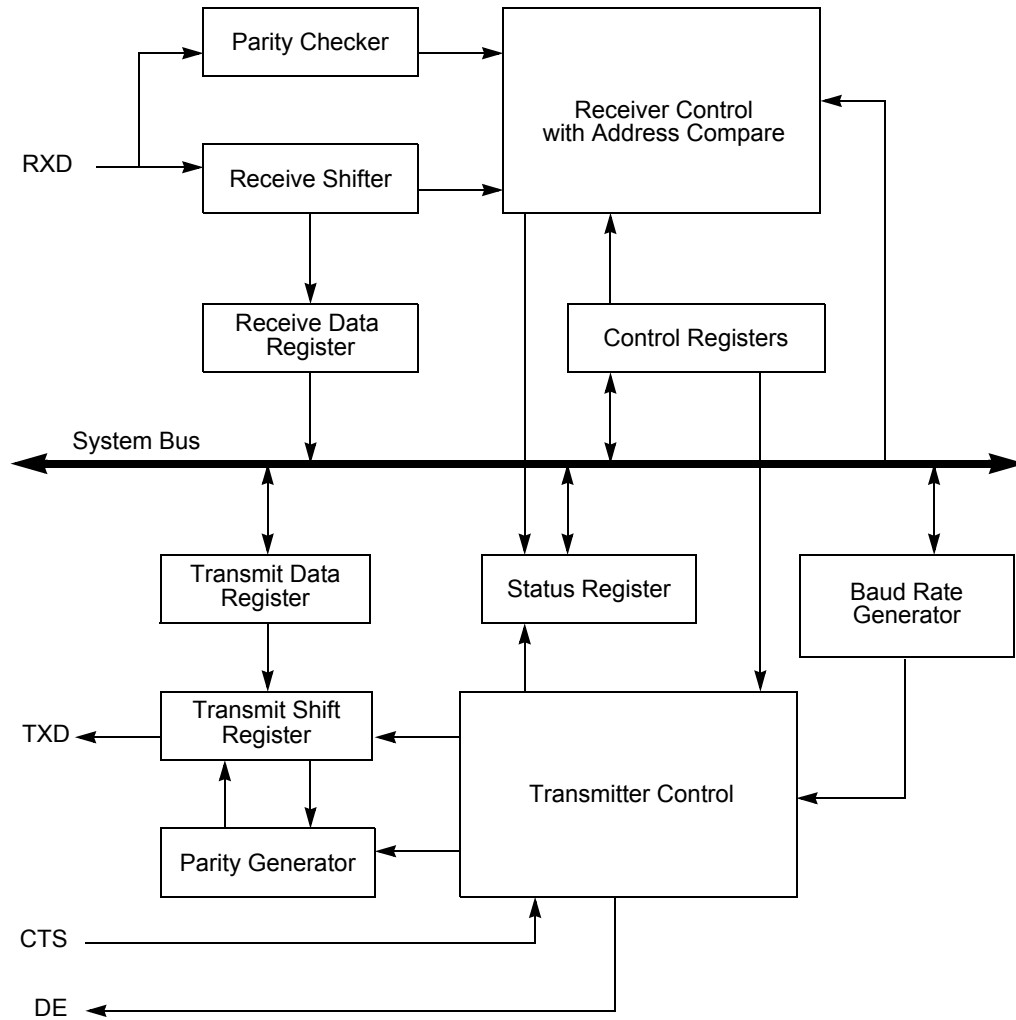 Parity Checker
Receiver Control
with Address Compare
RXD
Receive Shifter
Receive Data
Register
Control Registers
System Bus
Transmit Data
Register
Status Register
Baud Rate
Generator
TXD
Transmit Shift
Register
Transmitter Control
Parity Generator
CTS
DE